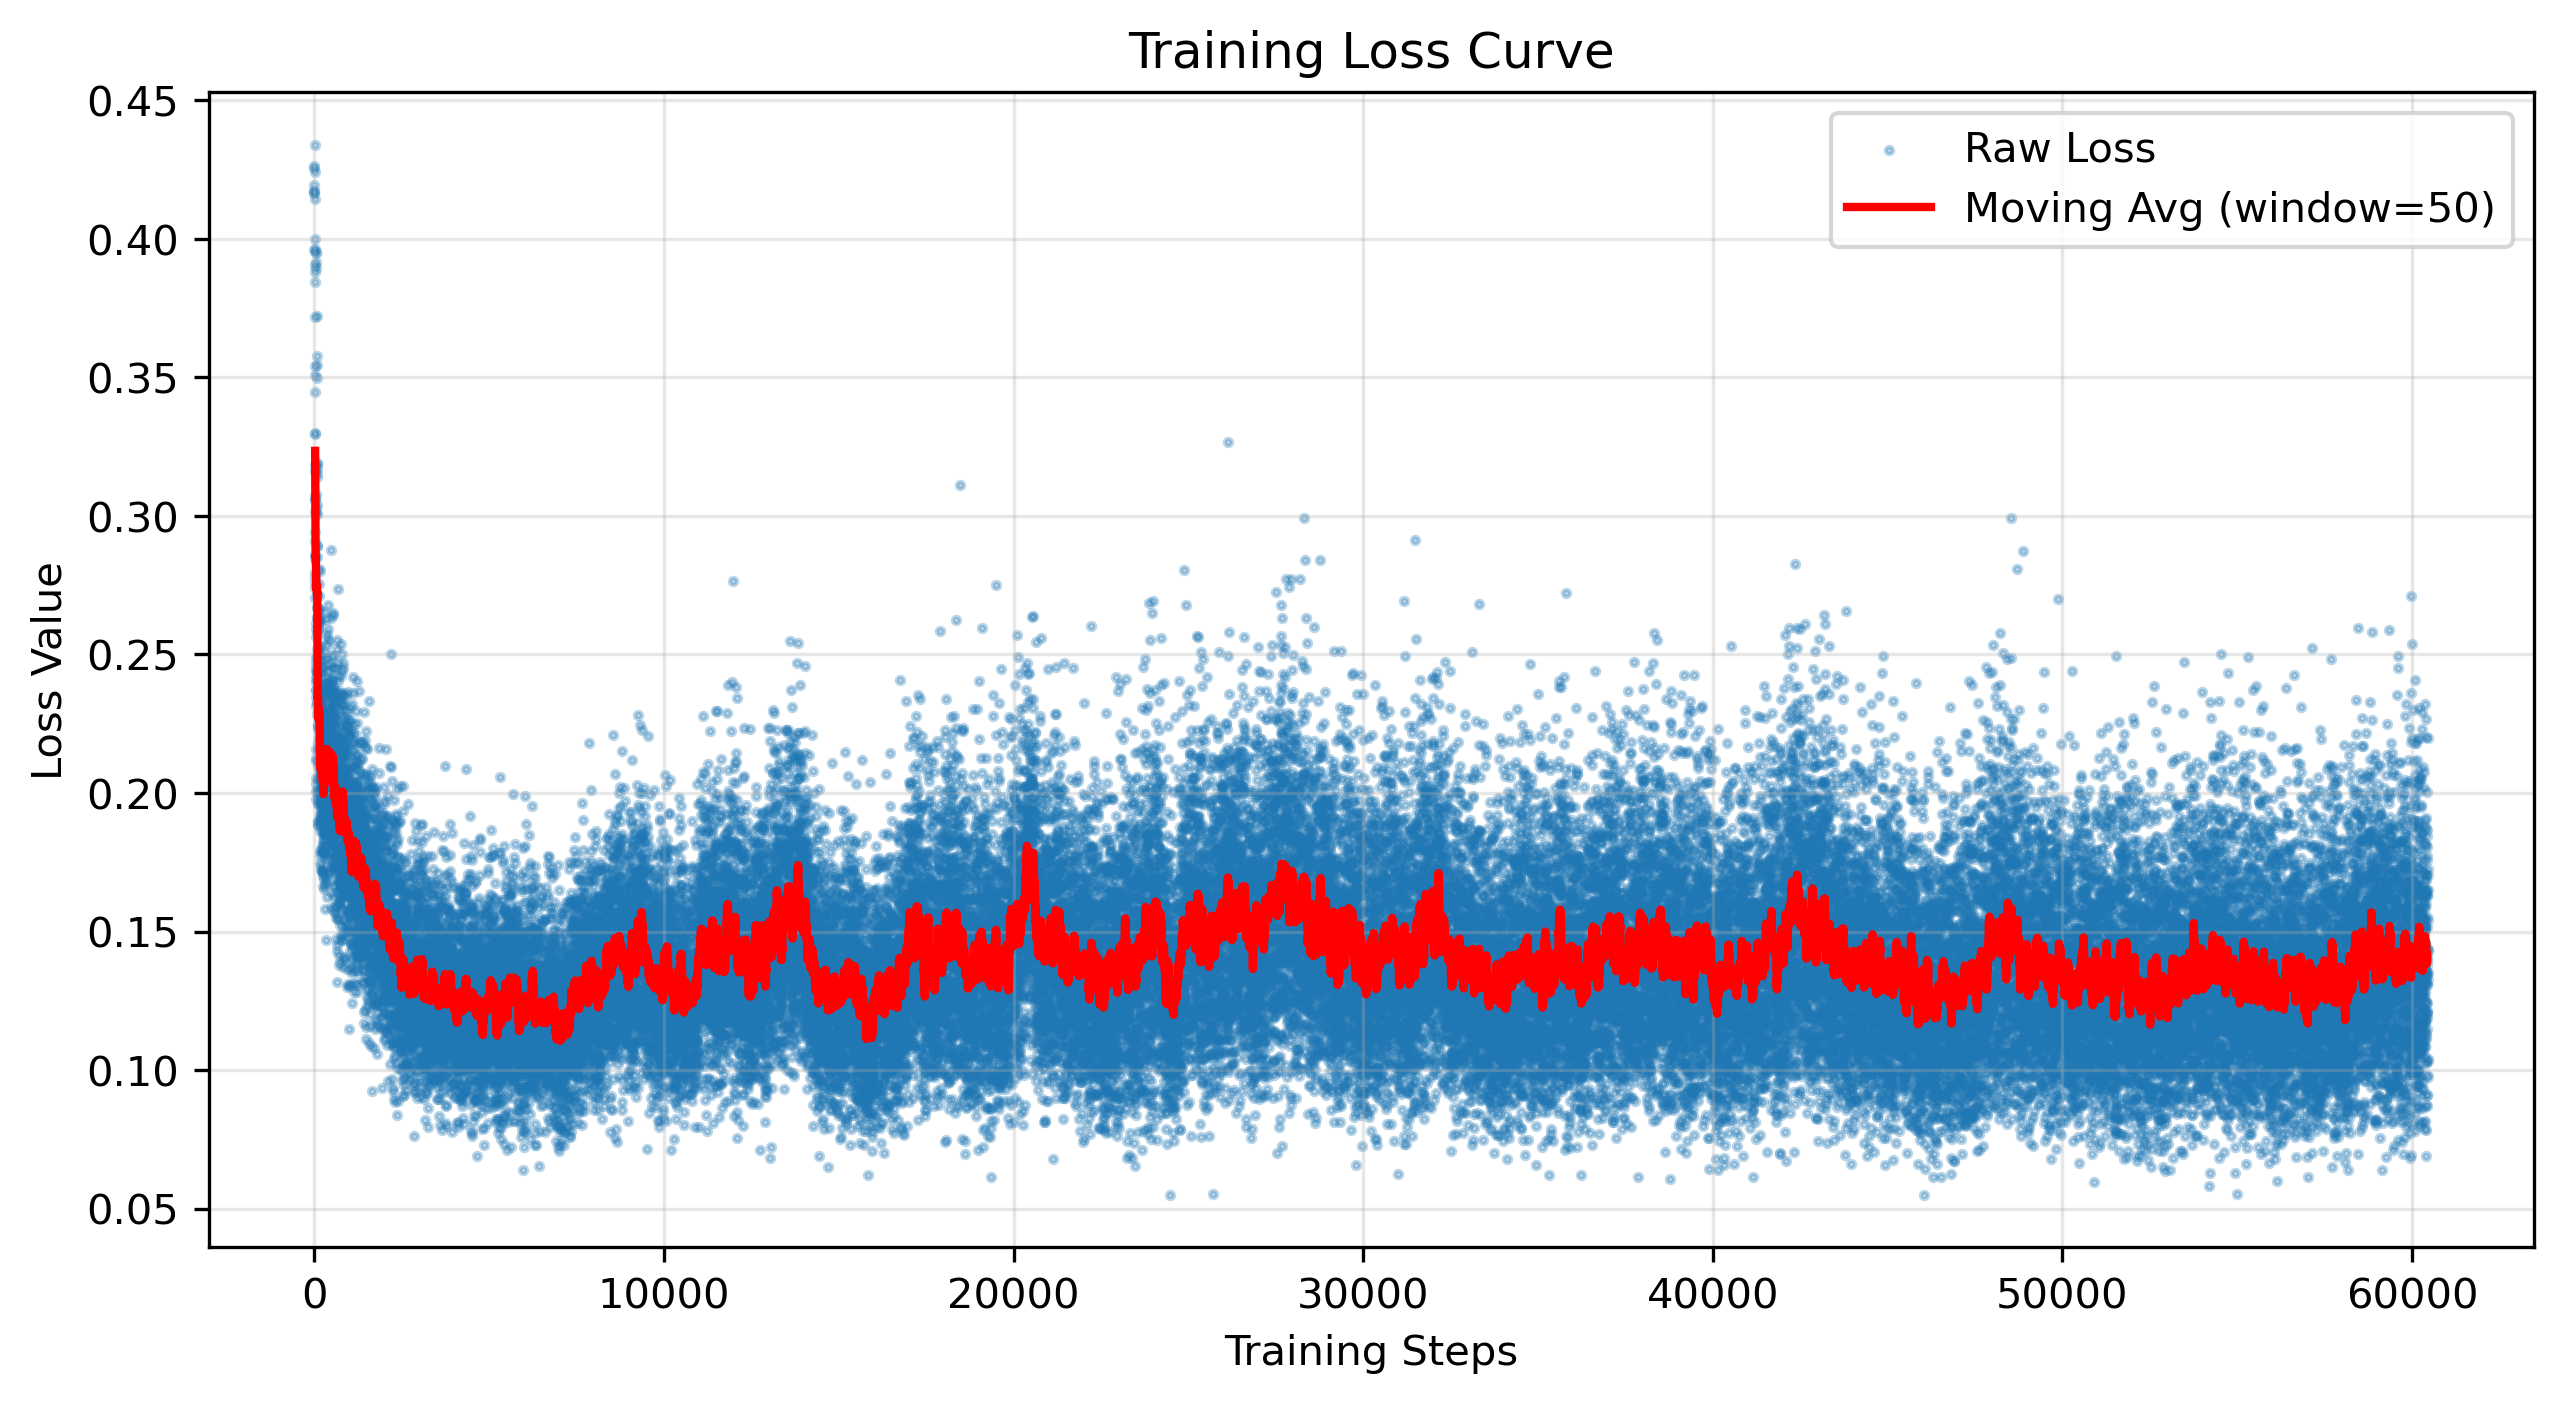 Training Loss Curve
Raw Loss
Moving Avg (window=50)
Loss Value
0.45
0.40
0.35
0.30
0.25
0.20
0.15
0.10
0.05
0 10000 20000 30000 40000 50000 60000
Training Steps